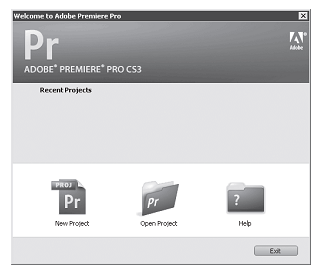 Welcome to Adobe Premiere Pro
Pr
Adobe
ADOBE® PREMIERE® PRO CS3
Recent Projects
PROJ
Pr
Pr
?
New Project
Open Project
Help
Exit